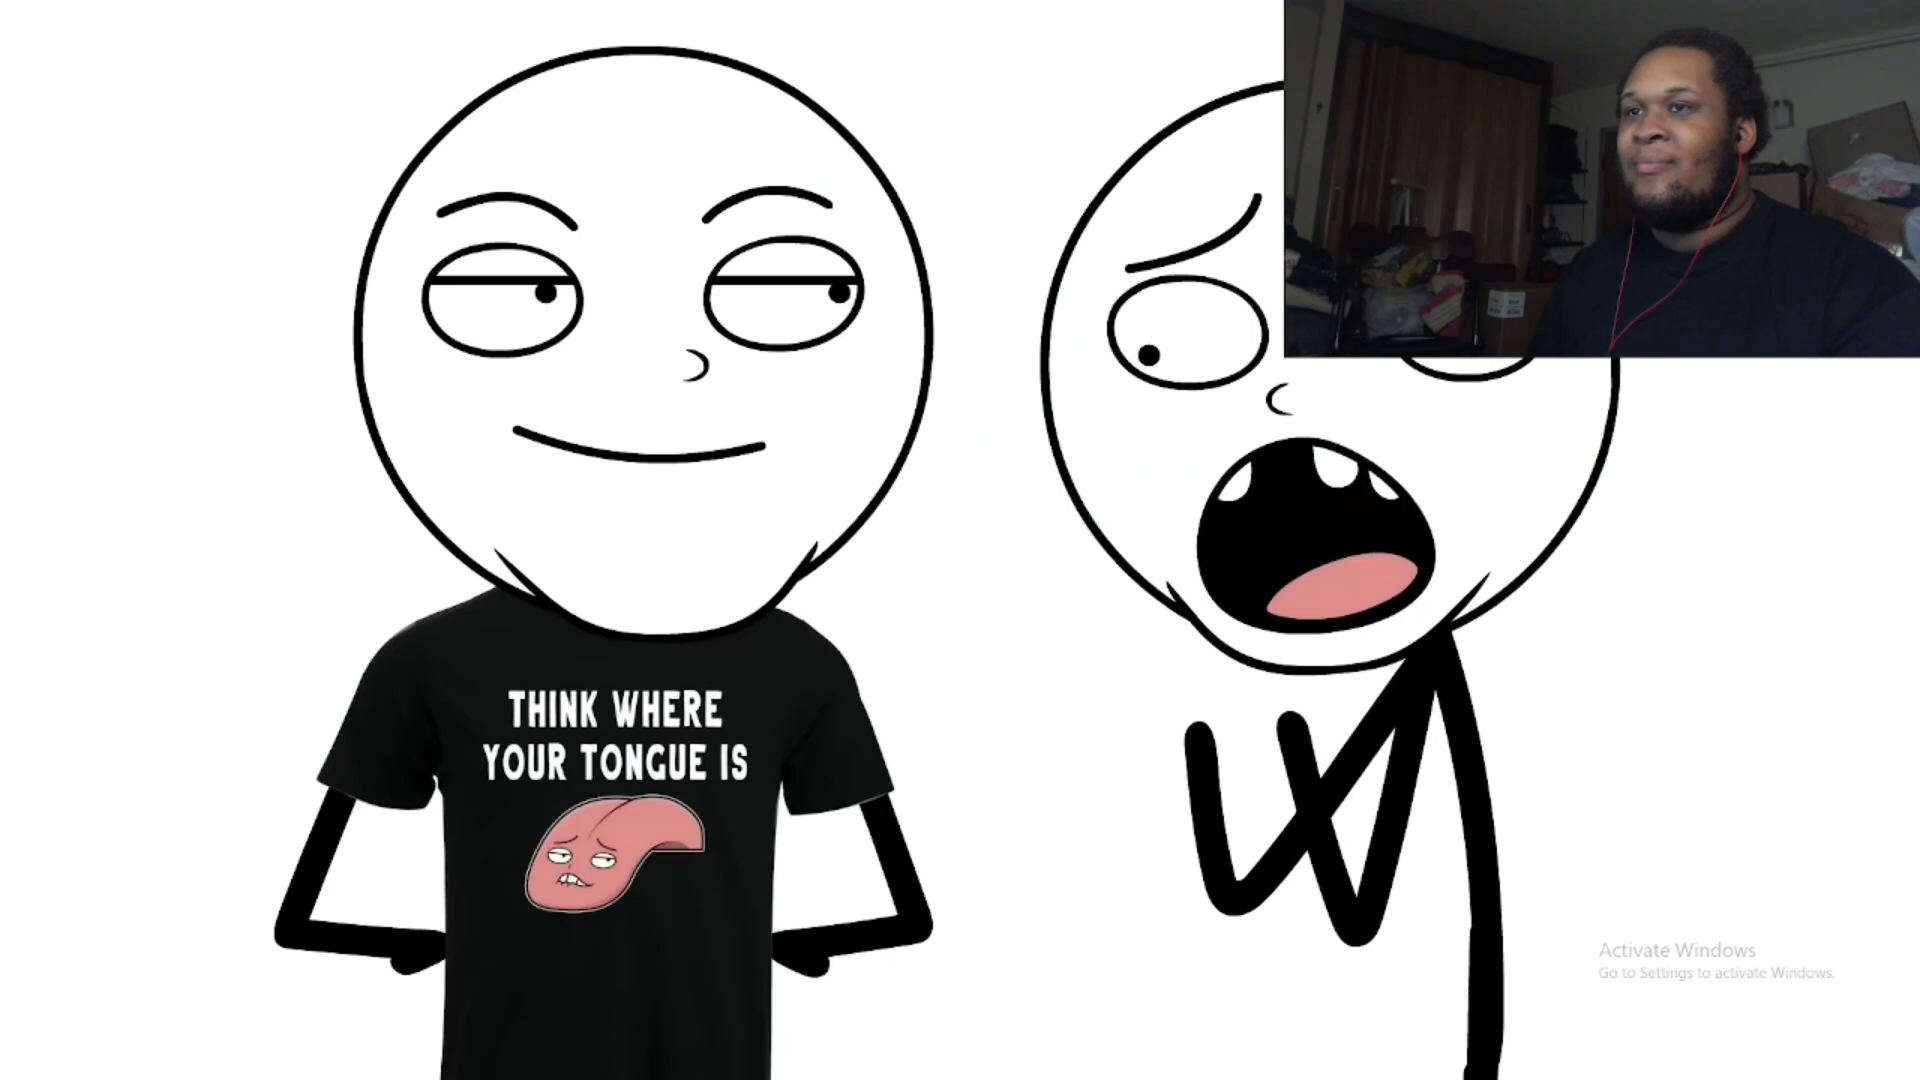 THINK WHERE
YOUR TONGUE IS
Activate Windows
Go to Settings to activate Windows.